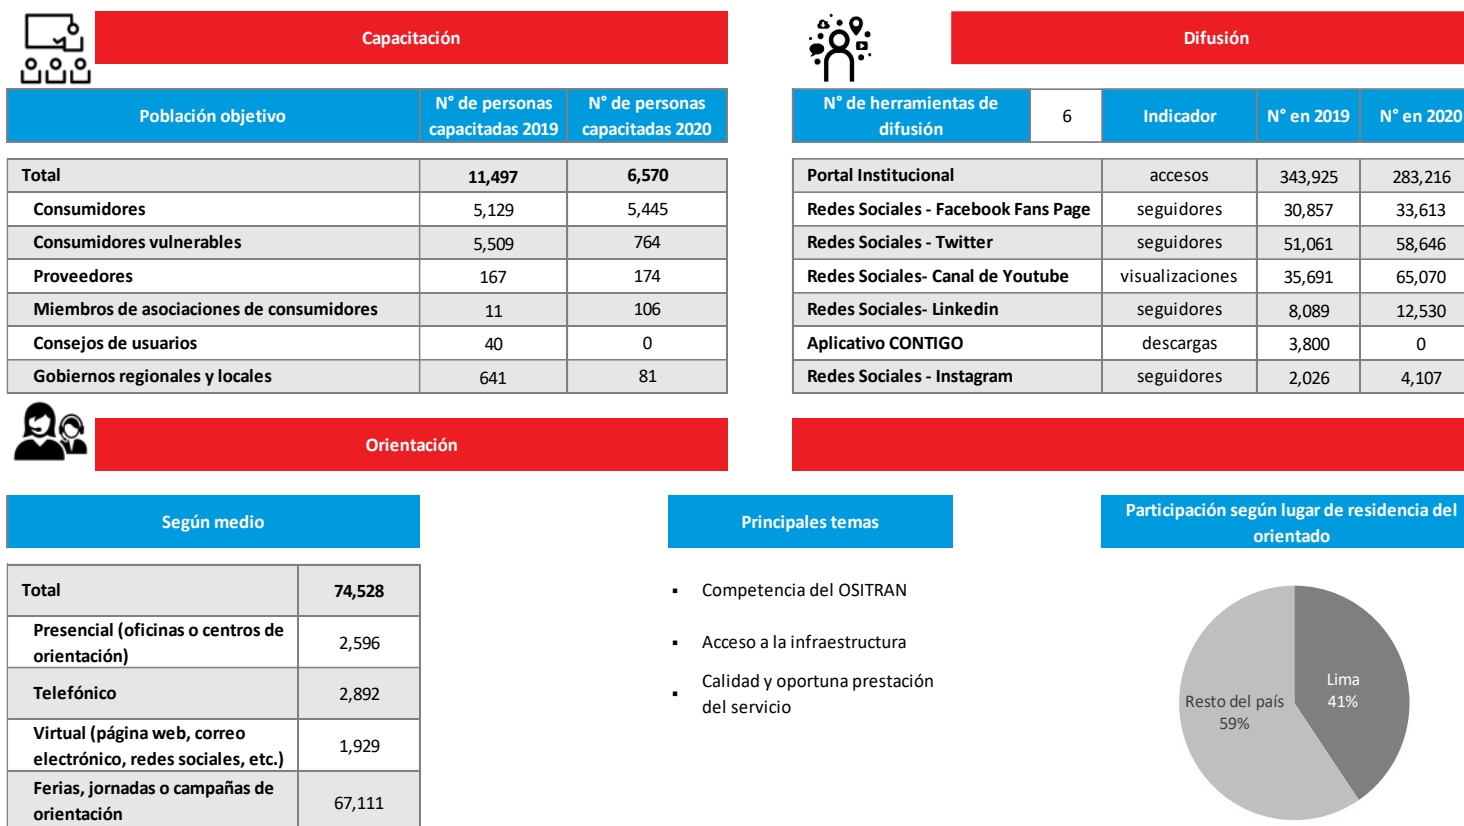 Capacitación
Población objetivo
N° de personas
capacitadas 2019
N° de personas
capacitadas 2020
Total 11,497 6,570
Consumidores 5,129 5,445
Consumidores vulnerables 5,509 764
Proveedores 167 174
Miembros de asociaciones de consumidores 11 106
Consejos de usuarios 40 0
Gobiernos regionales y locales 641 81
Difusión
N° de herramientas de
difusión
6
Indicador
N° en 2019
N° en 2020
Portal Institucional accesos 343,925 283,216
Redes Sociales - Facebook Fans Page seguidores 30,857 33,613
Redes Sociales - Twitter seguidores 51,061 58,646
Redes Sociales- Canal de Youtube visualizaciones 35,691 65,070
Redes Sociales- Linkedin seguidores 8,089 12,530
Aplicativo CONTIGO descargas 3,800 0
Redes Sociales - Instagram seguidores 2,026 4,107
Orientación
Según medio
Total 74,528
Presencial (oficinas o centros de
orientación) 2,596
Telefónico 2,892
Virtual (página web, correo
electrónico, redes sociales, etc.) 1,929
Ferias, jornadas o campañas de
orientación 67,111
Principales temas
▪ Competencia del OSITRAN
▪ Acceso a la infraestructura
▪ Calidad y oportuna prestación
del servicio
Participación según lugar de residencia del
orientado
Lima
41%
Resto del país
59%